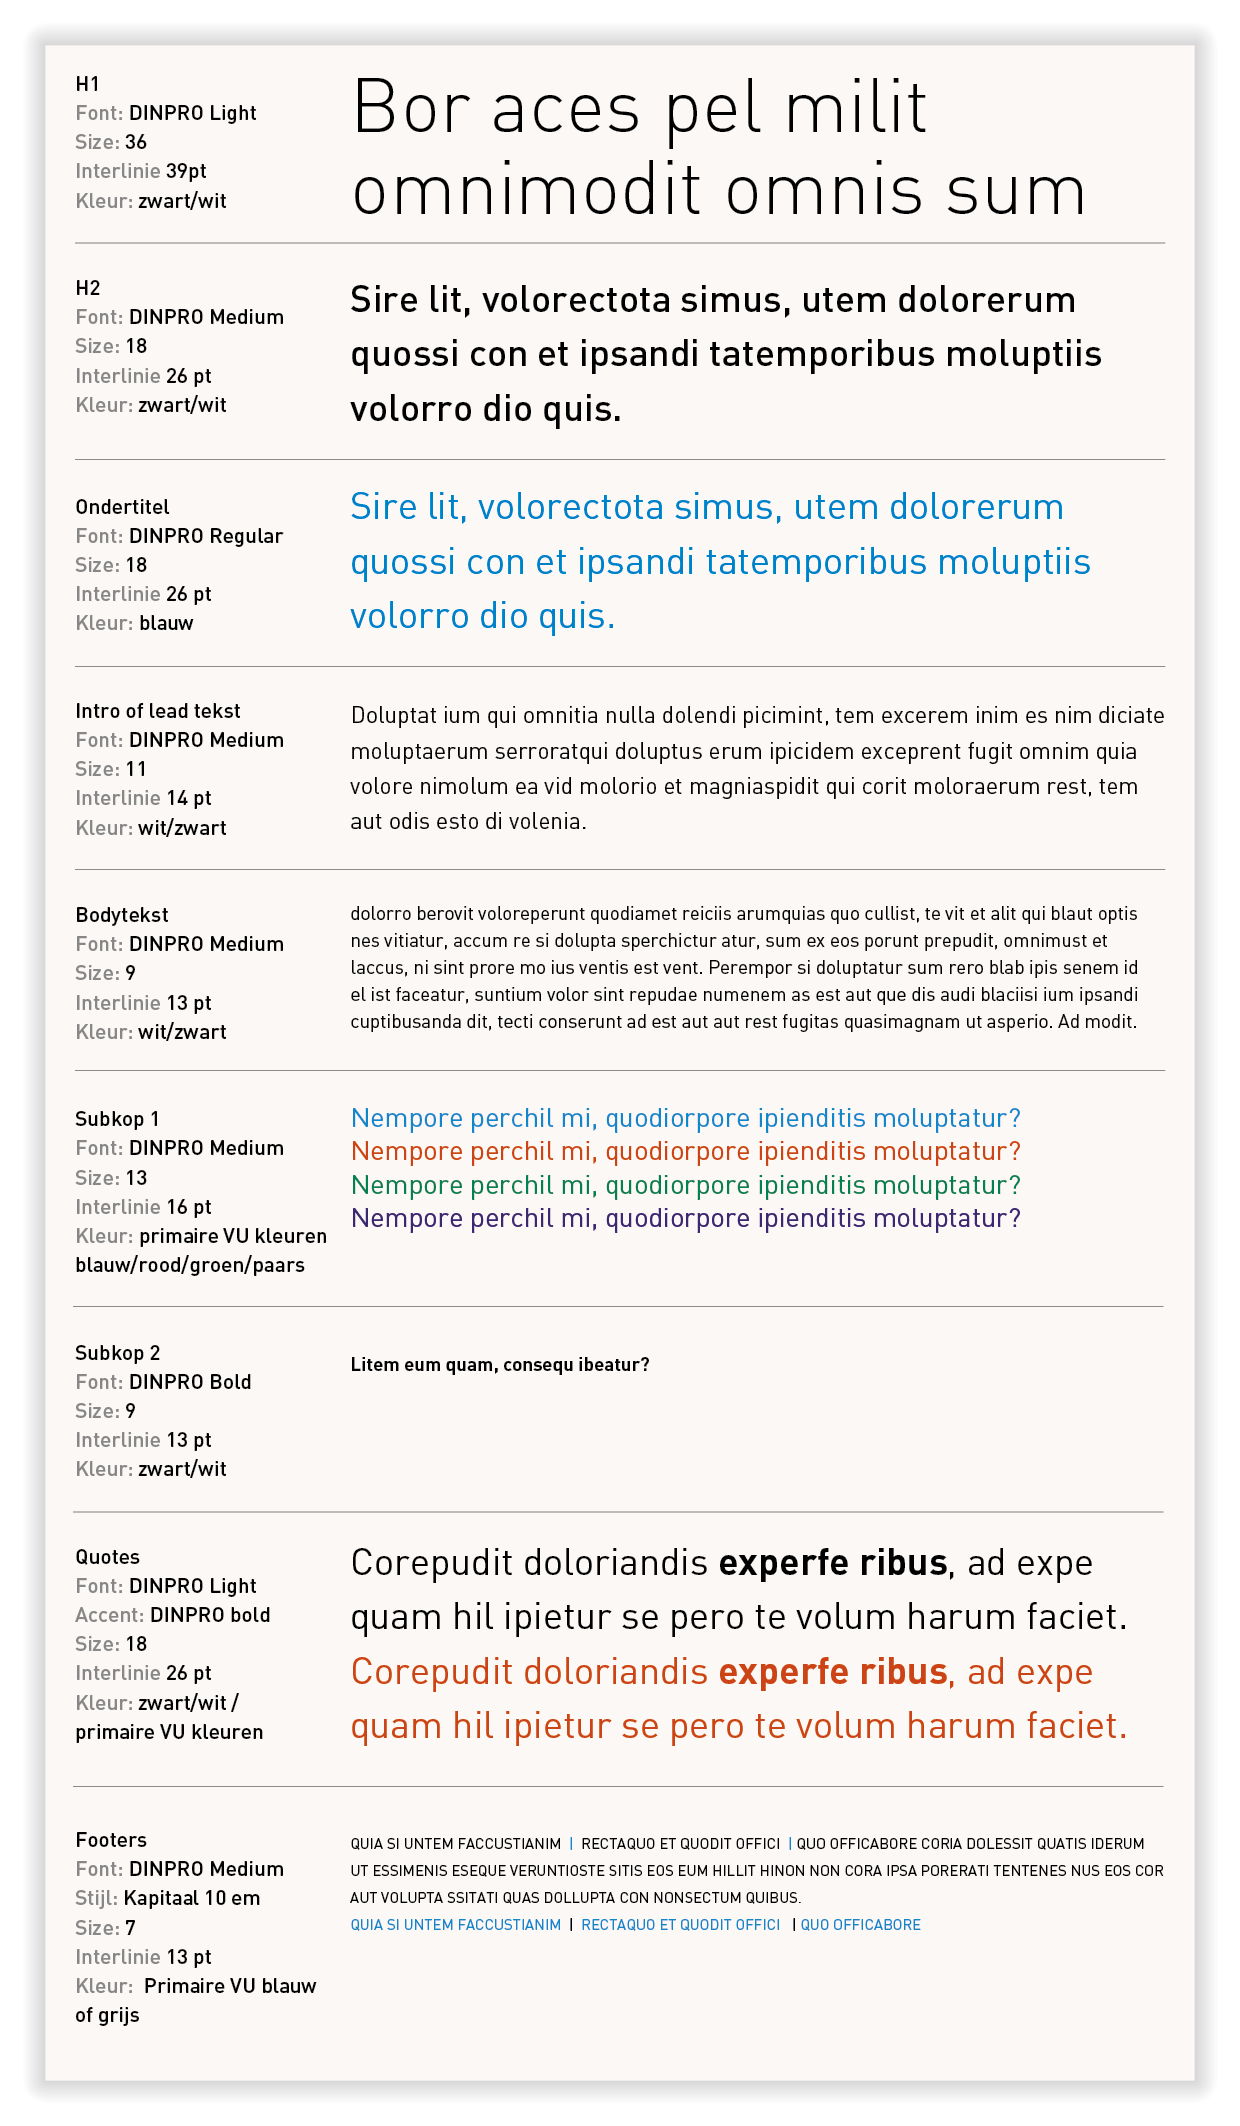 H1
Font: DINPRO Light
Size: 36
Interlinie 39pt
Kleur: zwart/wit
Bor aces pel milit
omnimodit omnis sum
H2
Font: DINPRO Medium
Size: 18
Interlinie 26 pt
Kleur: zwart/wit
Sire lit, volorectota simus, utem dolorerum
quossi con et ipsandi tatemporibus moluptiis
volorro dio quis.
Ondertitel
Font: DINPRO Regular
Size: 18
Interlinie 26 pt
Kleur: blauw
Sire lit, volorectota simus, utem dolorerum
quossi con et ipsandi tatemporibus moluptiis
volorro dio quis.
Intro of lead tekst
Font: DINPRO Medium
Size: 11
Interlinie 14 pt
Kleur: wit/zwart
Doluptat ium qui omnitia nulla dolendi picimint, tem excerem inim es nim diciate
moluptaerum serroratqui doluptus erum ipicidem exceprent fugit omnim quia
volore nimolum ea vid molorio et magniaspidit qui corit moloraerum rest, tem
aut odis esto di volenia.
Bodytekst
Font: DINPRO Medium
Size: 9
Interlinie 13 pt
Kleur: wit/zwart
dolorro berovit voloreperunt quodiamet reiciis arumquias quo cullist, te vit et alit qui blaut optis
nes vitiatur, accum re si dolupta sperchictur atur, sum ex eos porunt prepudit, omnimust et
laccus, ni sint prore mo ius ventis est vent. Perempor si doluptatur sum rero blab ipis senem id
el ist faceatur, suntium volor sint repudae numenem as est aut que dis audi blaciisi ium ipsandi
cuptibusanda dit, tecti conserunt ad est aut aut rest fugitas quasimagnam ut asperio. Ad modit.
Subkop 1
Font: DINPRO Medium
Size: 13
Interlinie 16 pt
Kleur: primaire VU kleuren
blauw/rood/groen/paars
Nempore perchil mi, quodiorpore ipienditis moluptatur?
Nempore perchil mi, quodiorpore ipienditis moluptatur?
Nempore perchil mi, quodiorpore ipienditis moluptatur?
Nempore perchil mi, quodiorpore ipienditis moluptatur?
Subkop 2
Font: DINPRO Bold
Size: 9
Interlinie 13 pt
Kleur: zwart/wit
Litem eum quam, consequ ibeatur?
Quotes
Font: DINPRO Light
Accent: DINPRO bold
Size: 18
Interlinie 26 pt
Kleur: zwart/wit /
primaire VU kleuren
Corepudit doloriandis experfe ribus, ad expe
quam hil ipietur se pero te volum harum faciet.
Corepudit doloriandis experfe ribus, ad expe
quam hil ipietur se pero te volum harum faciet.
Footers
Font: DINPRO Medium
Stijl: Kapitaal 10 em
Size: 7
Interlinie 13 pt
Kleur: Primaire VU blauw
of grijs
QUIA SI UNTEM FACCUSTIANIM | RECTAQUO ET QUODIT OFFICI | QUO OFFICABORE CORIA DOLESSIT QUATIS IDERUM
UT ESSIMENIS ESEQUE VERUNTIOSTE SITIS EOS EUM HILLIT HINON NON CORA IPSA PORERATI TENTENES NUS EOS COR
AUT VOLUPTA SSITATI QUAS DOLLUPTA CON NONSECTUM QUIBUS.
QUIA SI UNTEM FACCUSTIANIM | RECTAQUO ET QUODIT OFFICI | QUO OFFICABORE